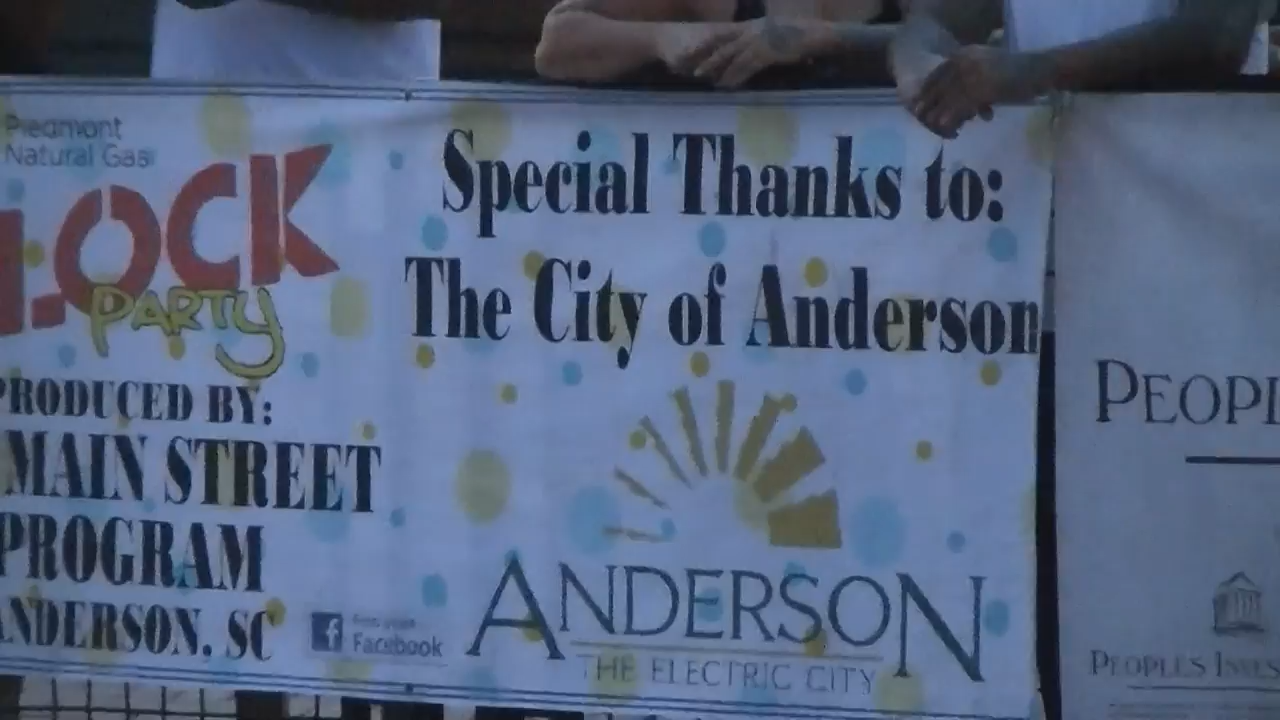 Piedmont
Natural Gas
LOCK
PARTY
PRODUCED BY:
MAIN STREET
PROGRAM
ANDERSON, SC
Facebook
Special Thanks to:
The City of Anderson
ANDERSON
THE ELECTRIC CITY
PEOPL
PEOPLES INVES